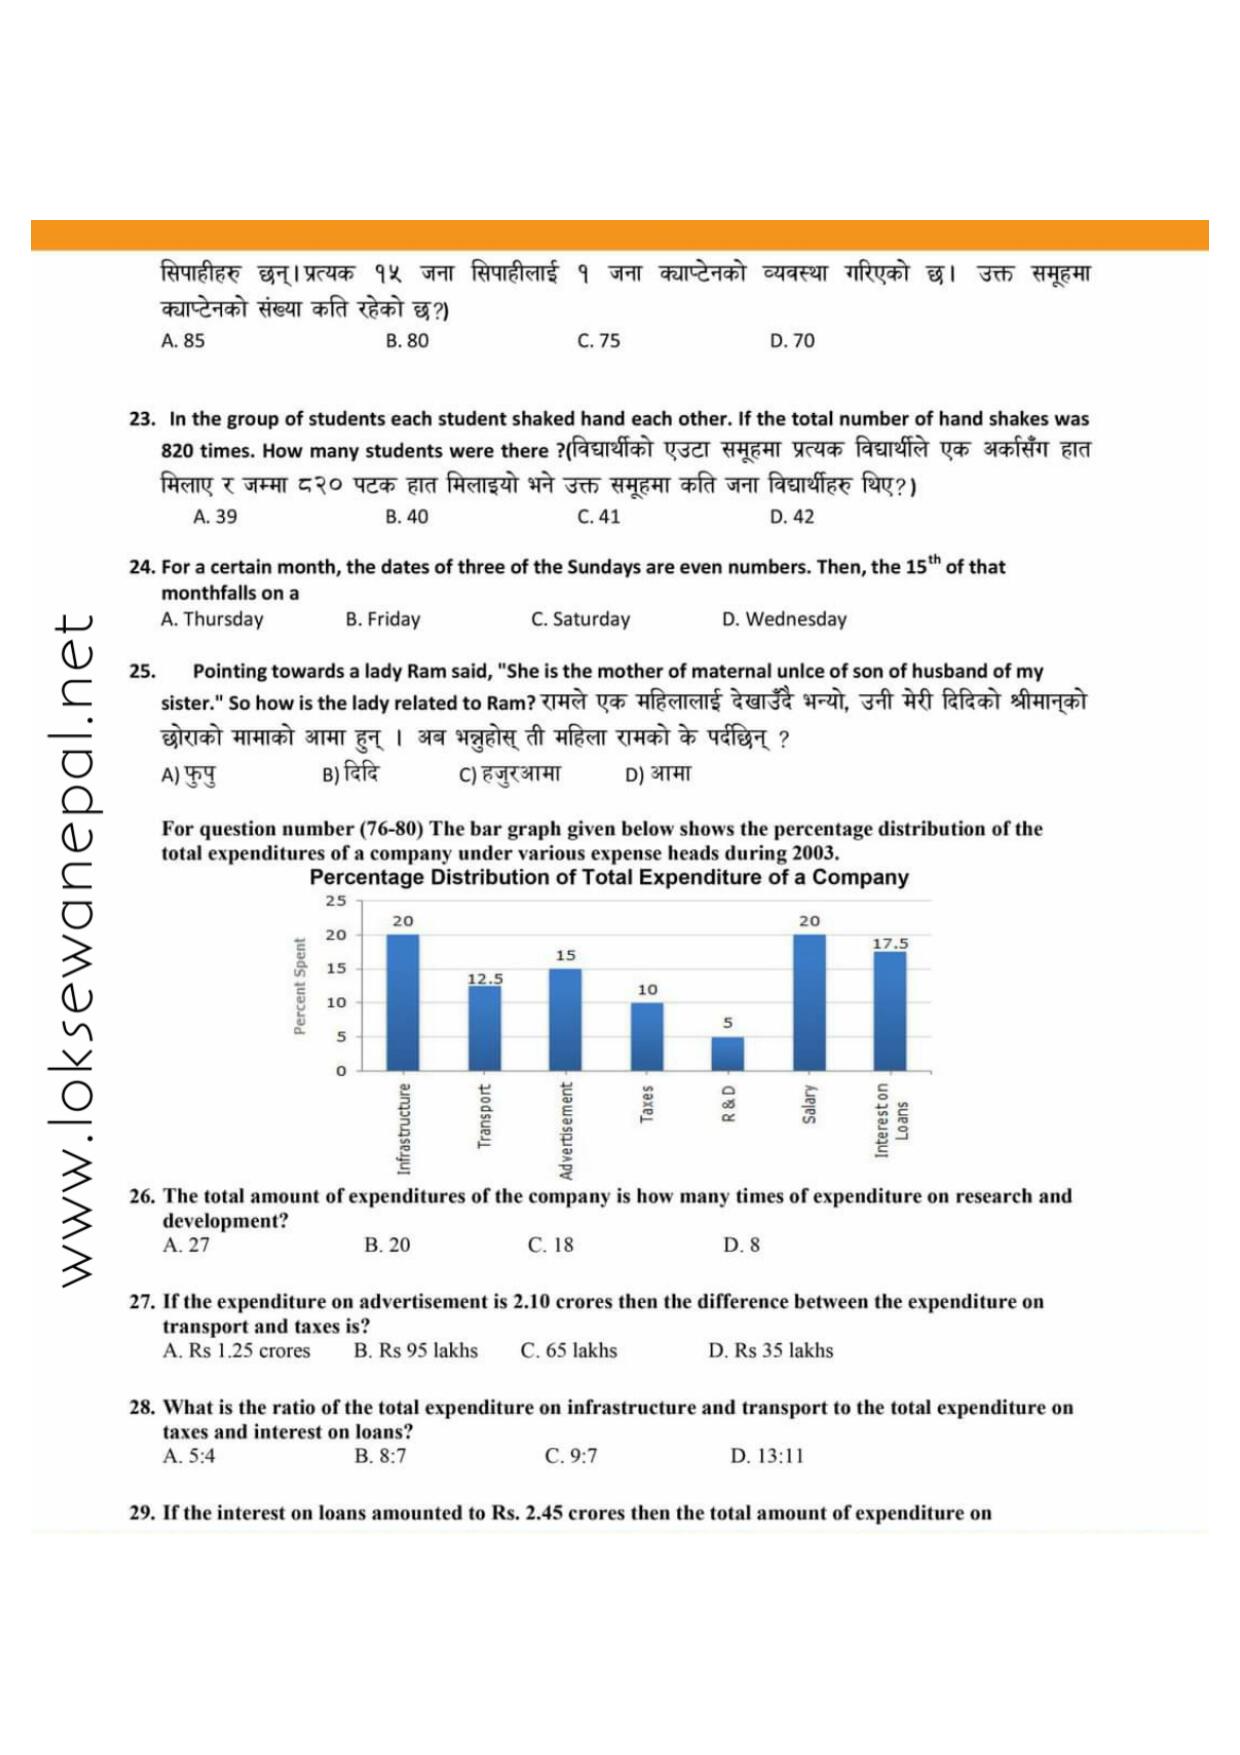 सिपाहीहरु छन्। प्रत्यक १५ जना सिपाहीलाई १ जना क्याप्टेनको व्यवस्था गरिएको छ। उक्त समूहमा
क्याप्टेनको संख्या कति रहेको छ?)
A. 85 B. 80 C. 75 D. 70
23. In the group of students each student shaked hand each other. If the total number of hand shakes was
820 times. How many students were there ?(विद्यार्थीको एउटा समूहमा प्रत्यक विद्यार्थीले एक अर्कासँग हात
मिलाए र जम्मा ८२० पटक हात मिलाइयो भने उक्त समूहमा कति जना विद्यार्थीहरु थिए?)
A. 39 B. 40 C. 41 D. 42
24. For a certain month, the dates of three of the Sundays are even numbers. Then, the 15th of that
monthfalls on a
A. Thursday B. Friday C. Saturday D. Wednesday
25. Pointing towards a lady Ram said, "She is the mother of maternal unlce of son of husband of my
sister." So how is the lady related to Ram? रामले एक महिलालाई देखाउँदै भन्यो, उनी मेरी दिदिको श्रीमान्को
छोराको मामाको आमा हुन् । अब भन्नुहोस् ती महिला रामको के पर्दछिन् ?
A) फुपु B) दिदि C) हजुरआमा D) आमा
For question number (76-80) The bar graph given below shows the percentage distribution of the
total expenditures of a company under various expense heads during 2003.
Percentage Distribution of Total Expenditure of a Company
Percent Spent
25
20
15
10
5
0
20
12.5
15
10
5
20
17.5
Infrastructure
Transport
Advertisement
Taxes
R & D
Salary
Interest on
Loans
26. The total amount of expenditures of the company is how many times of expenditure on research and
development?
A. 27 B. 20 C. 18 D. 8
27. If the expenditure on advertisement is 2.10 crores then the difference between the expenditure on
transport and taxes is?
A. Rs 1.25 crores B. Rs 95 lakhs C. 65 lakhs D. Rs 35 lakhs
28. What is the ratio of the total expenditure on infrastructure and transport to the total expenditure on
taxes and interest on loans?
A. 5:4 B. 8:7 C. 9:7 D. 13:11
29. If the interest on loans amounted to Rs. 2.45 crores then the total amount of expenditure on
www.loksewanepal.net